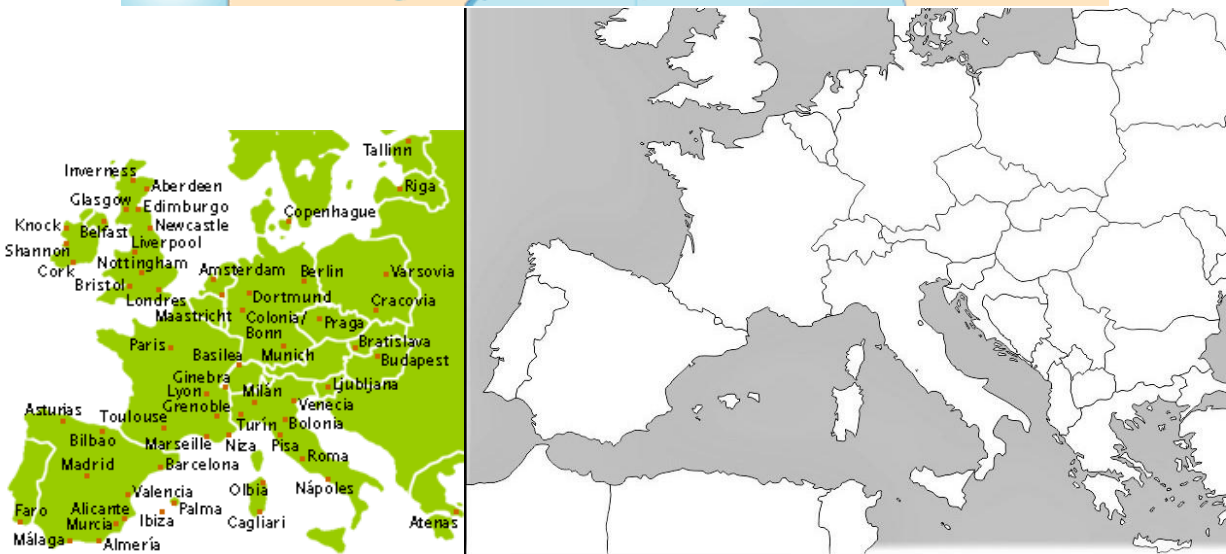 Tallinn
Inverness
Aberdeen
Riga
Glasgow
Edimburgo
Copenhague
Knock
Belfast
Newcastle
Shannon
Liverpool
Cork
Nottingham
Amsterdam
Berlin
Varsovia
Bristol
Londres
Dortmund
Cracovia
Maastricht
Colonia/
Bonn
Praga
Paris
Basilea
Munich
Bratislava
Budapest
Ginebra
Milán
Ljubljana
Lyon
Grenoble
Venecia
Asturias
Toulouse
Turín
Bolonia
Bilbao
Marseille
Niza
Pisa
Madrid
Barcelona
Roma
Valencia
Olbia
Nápoles
Faro
Alicante
Palma
Murcia
Ibiza
Cagliari
Atenas
Málaga
Almería